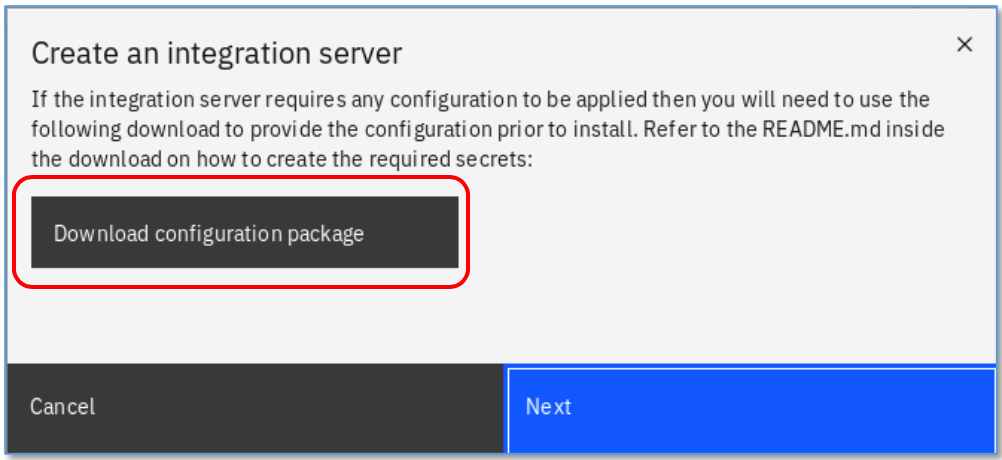 Create an integration server
If the integration server requires any configuration to be applied then you will need to use the
following download to provide the configuration prior to install. Refer to the README.md inside
the download on how to create the required secrets:
Download configuration package
Cancel
Next